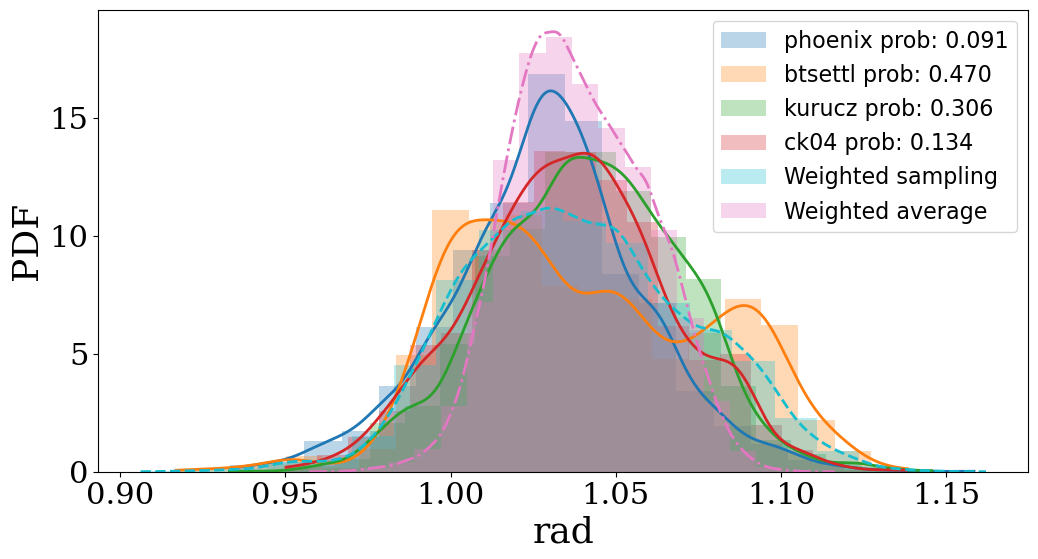 PDF
15
10
5
0
0.90
0.95
1.00
1.05
1.10
1.15
rad
phoenix prob: 0.091
btsettl prob: 0.470
kurucz prob: 0.306
ck04 prob: 0.134
Weighted sampling
Weighted average